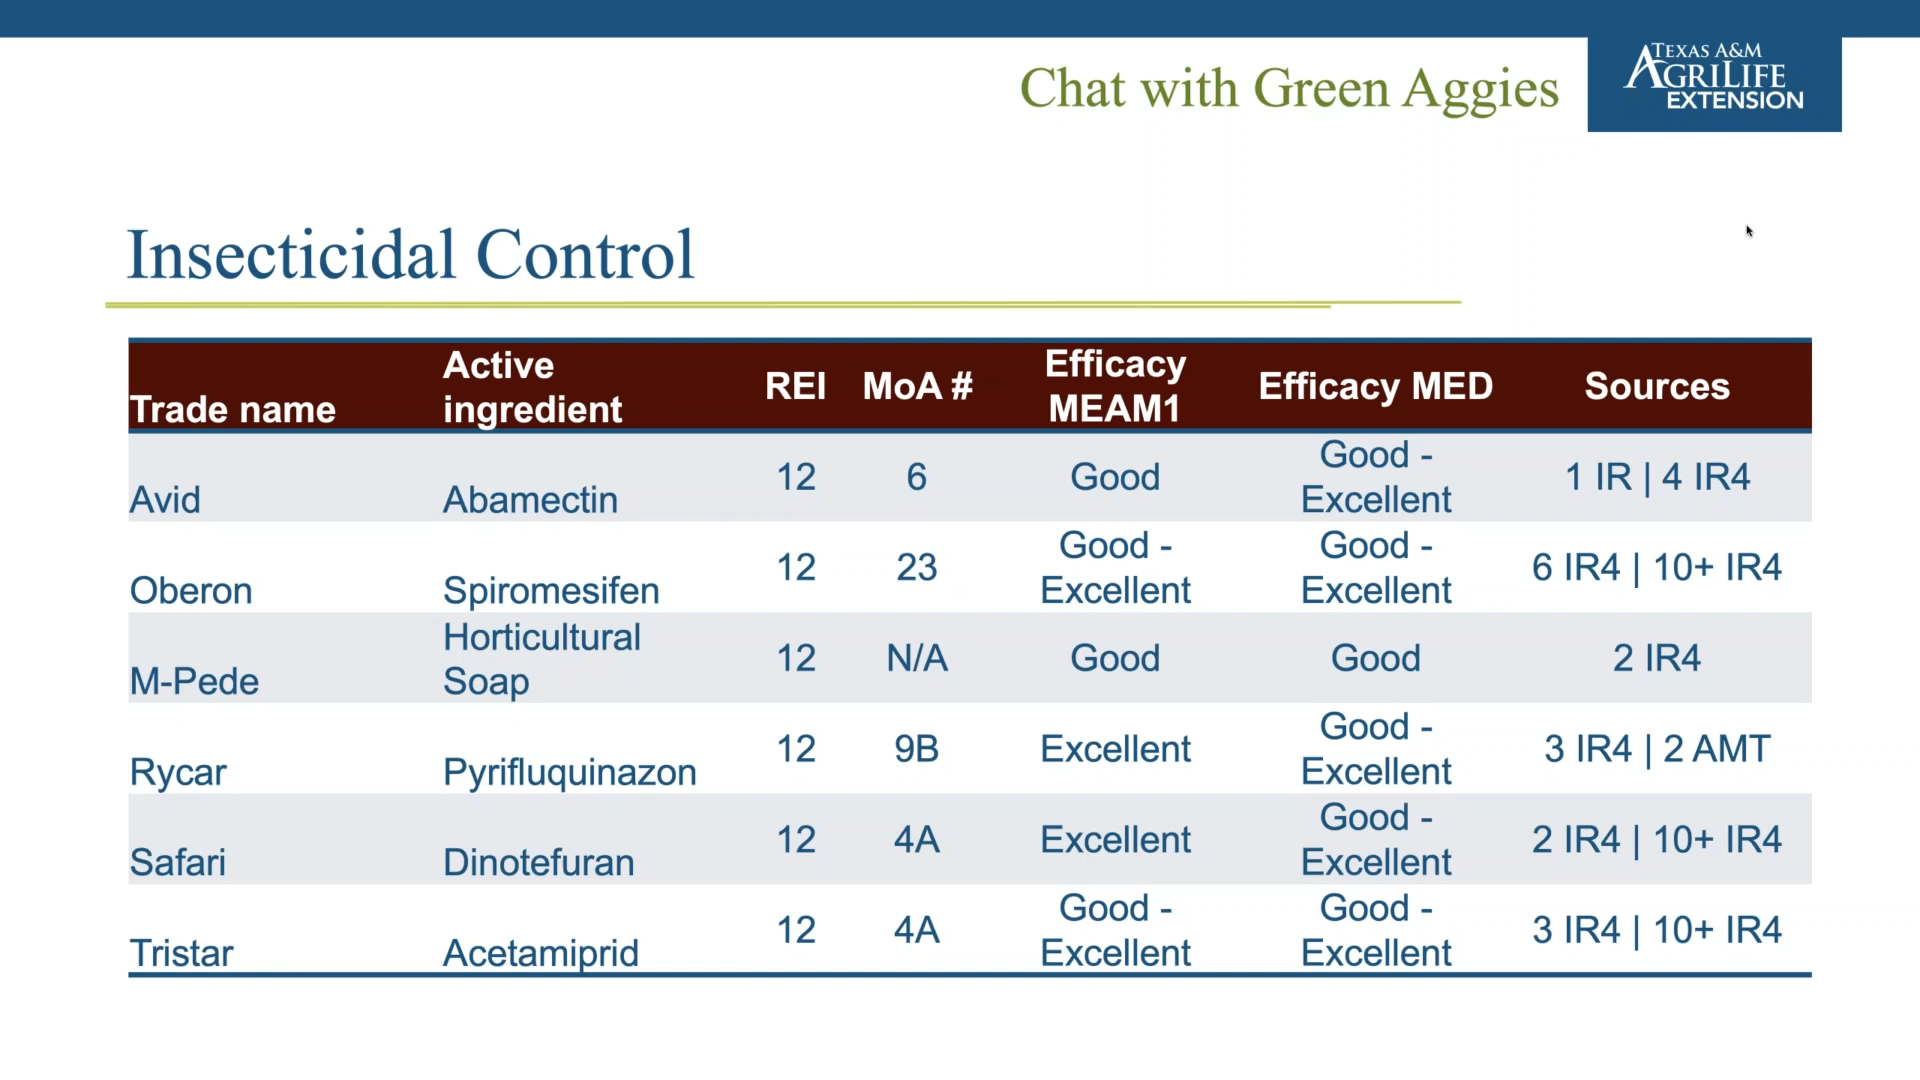 Chat with Green Aggies
TEXAS A&M
AGRILIFE
EXTENSION
Insecticidal Control
Trade name Active ingredient REI MoA # Efficacy MEAM1 Efficacy MED Sources
Avid Abamectin 12 6 Good Good - Excellent 1 IR | 4 IR4
Oberon Spiromesifen 12 23 Good - Excellent Good - Excellent 6 IR4 | 10+ IR4
M-Pede Horticultural Soap 12 N/A Good Good 2 IR4
Rycar Pyrifluquinazon 12 9B Excellent Good - Excellent 3 IR4 | 2 AMT
Safari Dinotefuran 12 4A Excellent Good - Excellent 2 IR4 | 10+ IR4
Tristar Acetamiprid 12 4A Good - Excellent Good - Excellent 3 IR4 | 10+ IR4